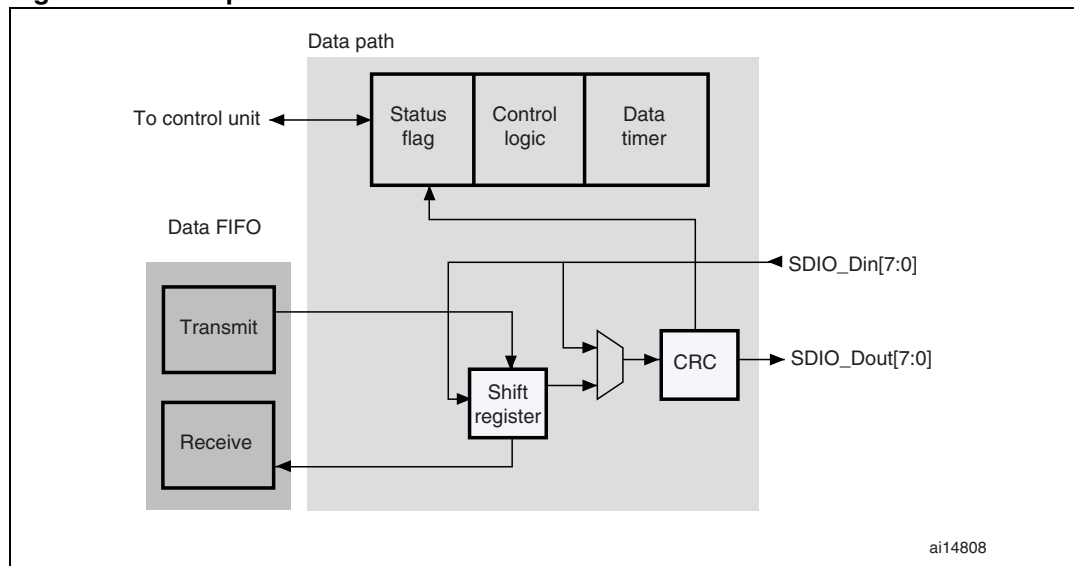 Data path
To control unit
Status
flag
Control
logic
Data
timer
Data FIFO
SDIO_Din[7:0]
Transmit
SDIO_Dout[7:0]
CRC
Shift
register
Receive
ai14808